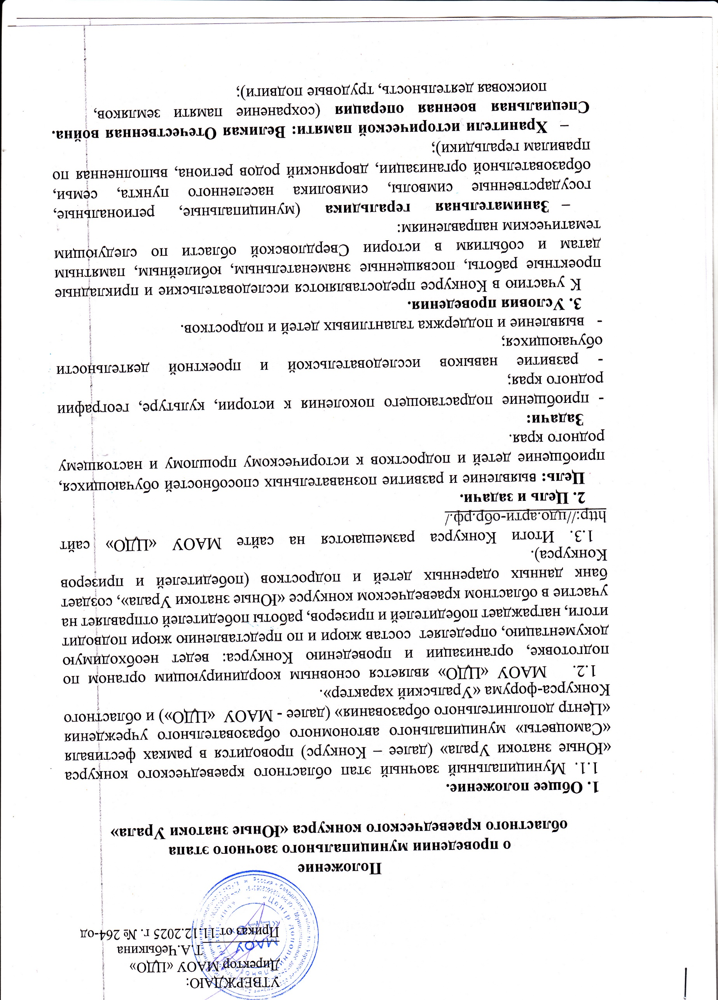 УТВЕРЖДАЮ:
Директор МАОУ «ЦДО»
Т.А.Чебыкина
Приказ от 11.12.2025 г. № 264-од
МАОУ
«ЦДО»
«Центр дополнительного образования»
Положение
о проведении муниципального заочного этапа
областного краеведческого конкурса «Юные знатоки Урала»
1. Общее положение.
1.1. Муниципальный заочный этап областного краеведческого конкурса
«Юные знатоки Урала» (далее – Конкурс) проводится в рамках фестиваля
«Самоцветы» муниципального автономного образовательного учреждения
«Центр дополнительного образования» (далее - МАОУ «ЦДО») и областного
Конкурса-форума «Уральский характер».
1.2. МАОУ «ЦДО» является основным координирующим органом по
подготовке, организации и проведению Конкурса: ведет необходимую
документацию, определяет состав жюри и по представлению жюри подводит
итоги, награждает победителей и призеров, работы победителей отправляет на
участие в областном краеведческом конкурсе «Юные знатоки Урала», создает
банк данных одаренных детей и подростков (победителей и призеров
Конкурса).
1.3. Итоги Конкурса размещаются на сайте МАОУ «ЦДО» сайт
http://цдо.арти-обр.рф./
2. Цель и задачи.
Цель: выявление и развитие познавательных способностей обучающихся,
приобщение детей и подростков к историческому прошлому и настоящему
родного края.
Задачи:
- приобщение подрастающего поколения к истории, культуре, географии
родного края;
- развитие навыков исследовательской и проектной деятельности
обучающихся;
- выявление и поддержка талантливых детей и подростков.
3. Условия проведения.
К участию в Конкурсе предоставляются исследовательские и прикладные
проектные работы, посвященные знаменательным, юбилейным, памятным
датам и событиям в истории Свердловской области по следующим
тематическим направлениям:
– Занимательная геральдика (муниципальные, региональные,
государственные символы, символика населенного пункта, семьи,
образовательной организации, дворянский родов региона, выполненная по
правилам геральдики);
– Хранители исторической памяти: Великая Отечественная война.
Специальная военная операция (сохранение памяти земляков,
поисковая деятельность, трудовые подвиги);